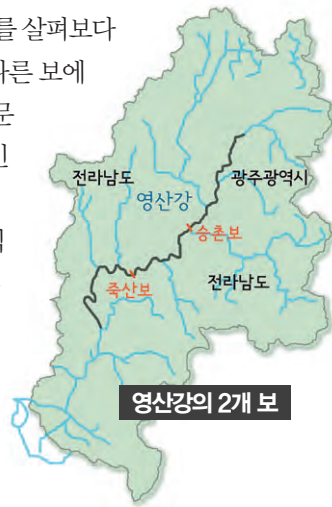 를 살펴보다
다른 보에
문
인
전라남도
광주광역시
영산강
승촌보
전라남도
죽산보
영산강의 2개 보